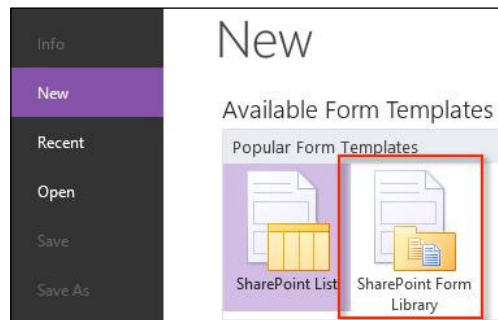 Info
New
New
Recent
Open
Save
Save As
Available Form Templates
Popular Form Templates
SharePoint List
SharePoint Form
Library